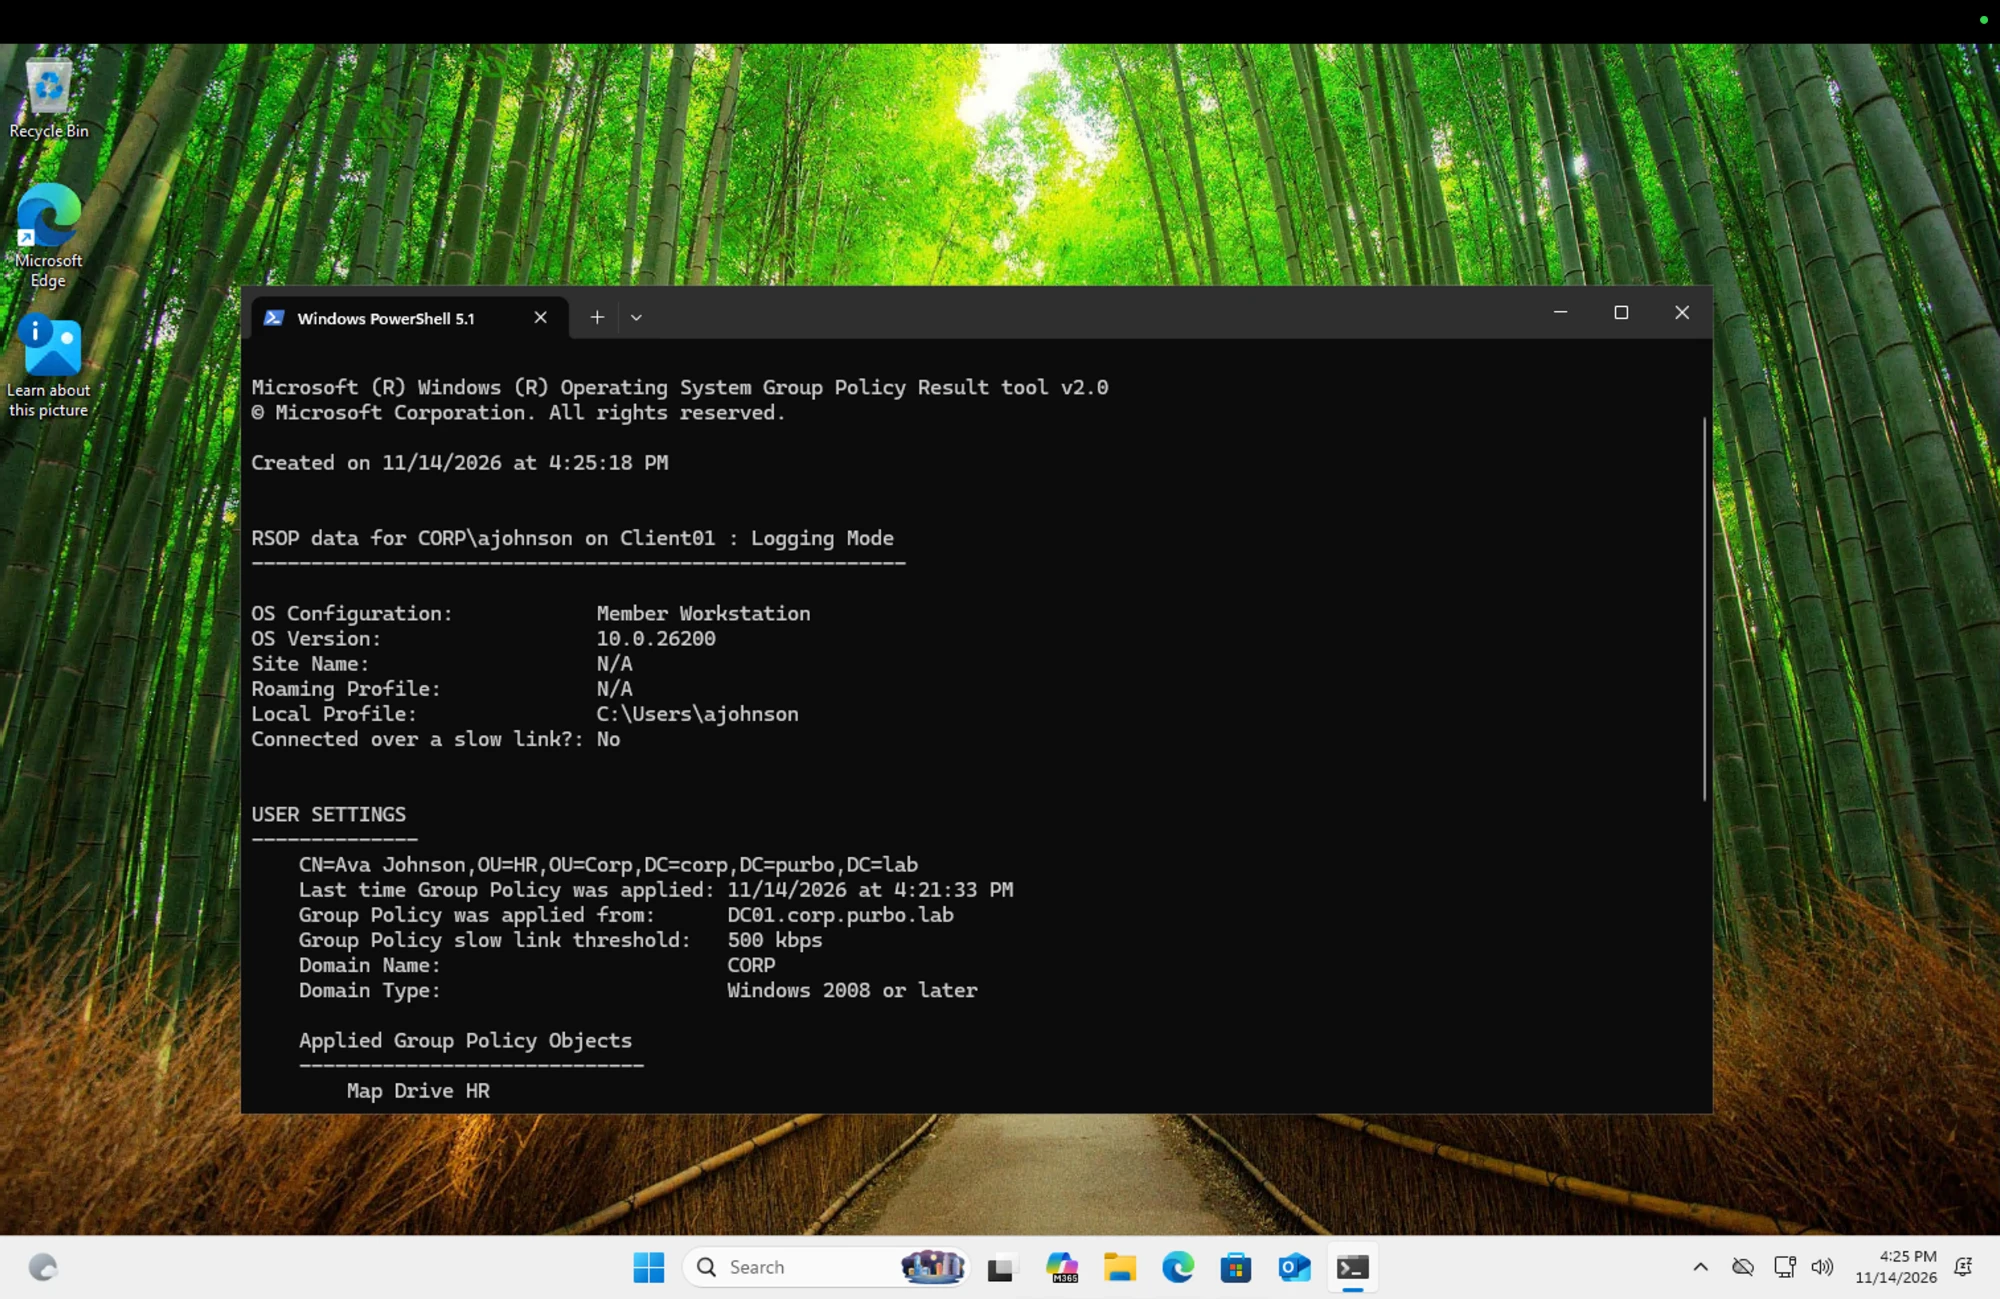 Recycle Bin
Microsoft
Edge
Learn about
this picture
Windows PowerShell 5.1
Microsoft (R) Windows (R) Operating System Group Policy Result tool v2.0
© Microsoft Corporation. All rights reserved.
Created on 11/14/2026 at 4:25:18 PM
RSOP data for CORP\ajohnson on Client01 : Logging Mode
-------------------------------------------------------
OS Configuration:            Member Workstation
OS Version:                  10.0.26200
Site Name:                   N/A
Roaming Profile:             N/A
Local Profile:               C:\Users\ajohnson
Connected over a slow link?: No
USER SETTINGS
--------------
CN=Ava Johnson,OU=HR,OU=Corp,DC=corp,DC=purbo,DC=lab
Last time Group Policy was applied: 11/14/2026 at 4:21:33 PM
Group Policy was applied from:      DC01.corp.purbo.lab
Group Policy slow link threshold:   500 kbps
Domain Name:                        CORP
Domain Type:                        Windows 2008 or later
Applied Group Policy Objects
-----------------------------
Map Drive HR
Search
M365
4:25 PM
11/14/2026